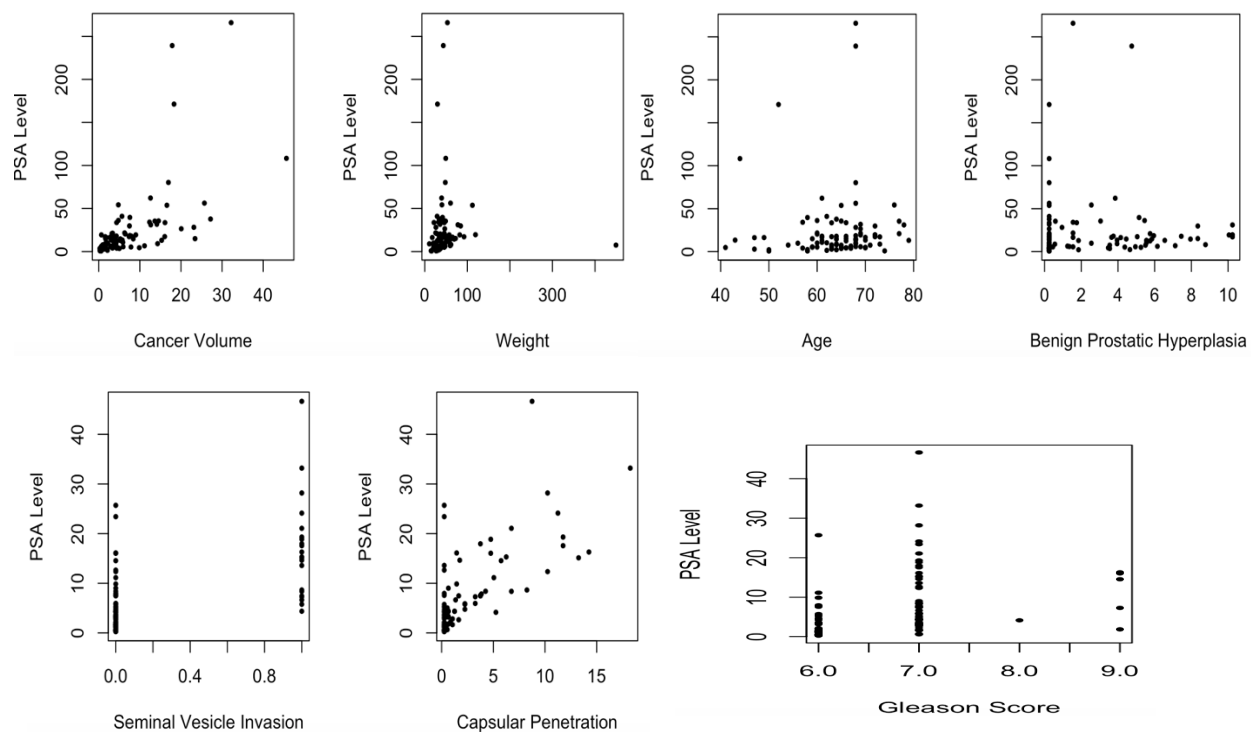 PSA Level
0 50 100 200
0 10 20 30 40
Cancer Volume
PSA Level
0 50 100 200
0 100 300
Weight
PSA Level
0 50 100 200
40 50 60 70 80
Age
PSA Level
0 50 100 200
0 2 4 6 8 10
Benign Prostatic Hyperplasia
PSA Level
0 10 20 30 40
0.0 0.4 0.8
Seminal Vesicle Invasion
PSA Level
0 10 20 30 40
0 5 10 15
Capsular Penetration
PSA Level
0 10 20 30 40
6.0 7.0 8.0 9.0
Gleason Score